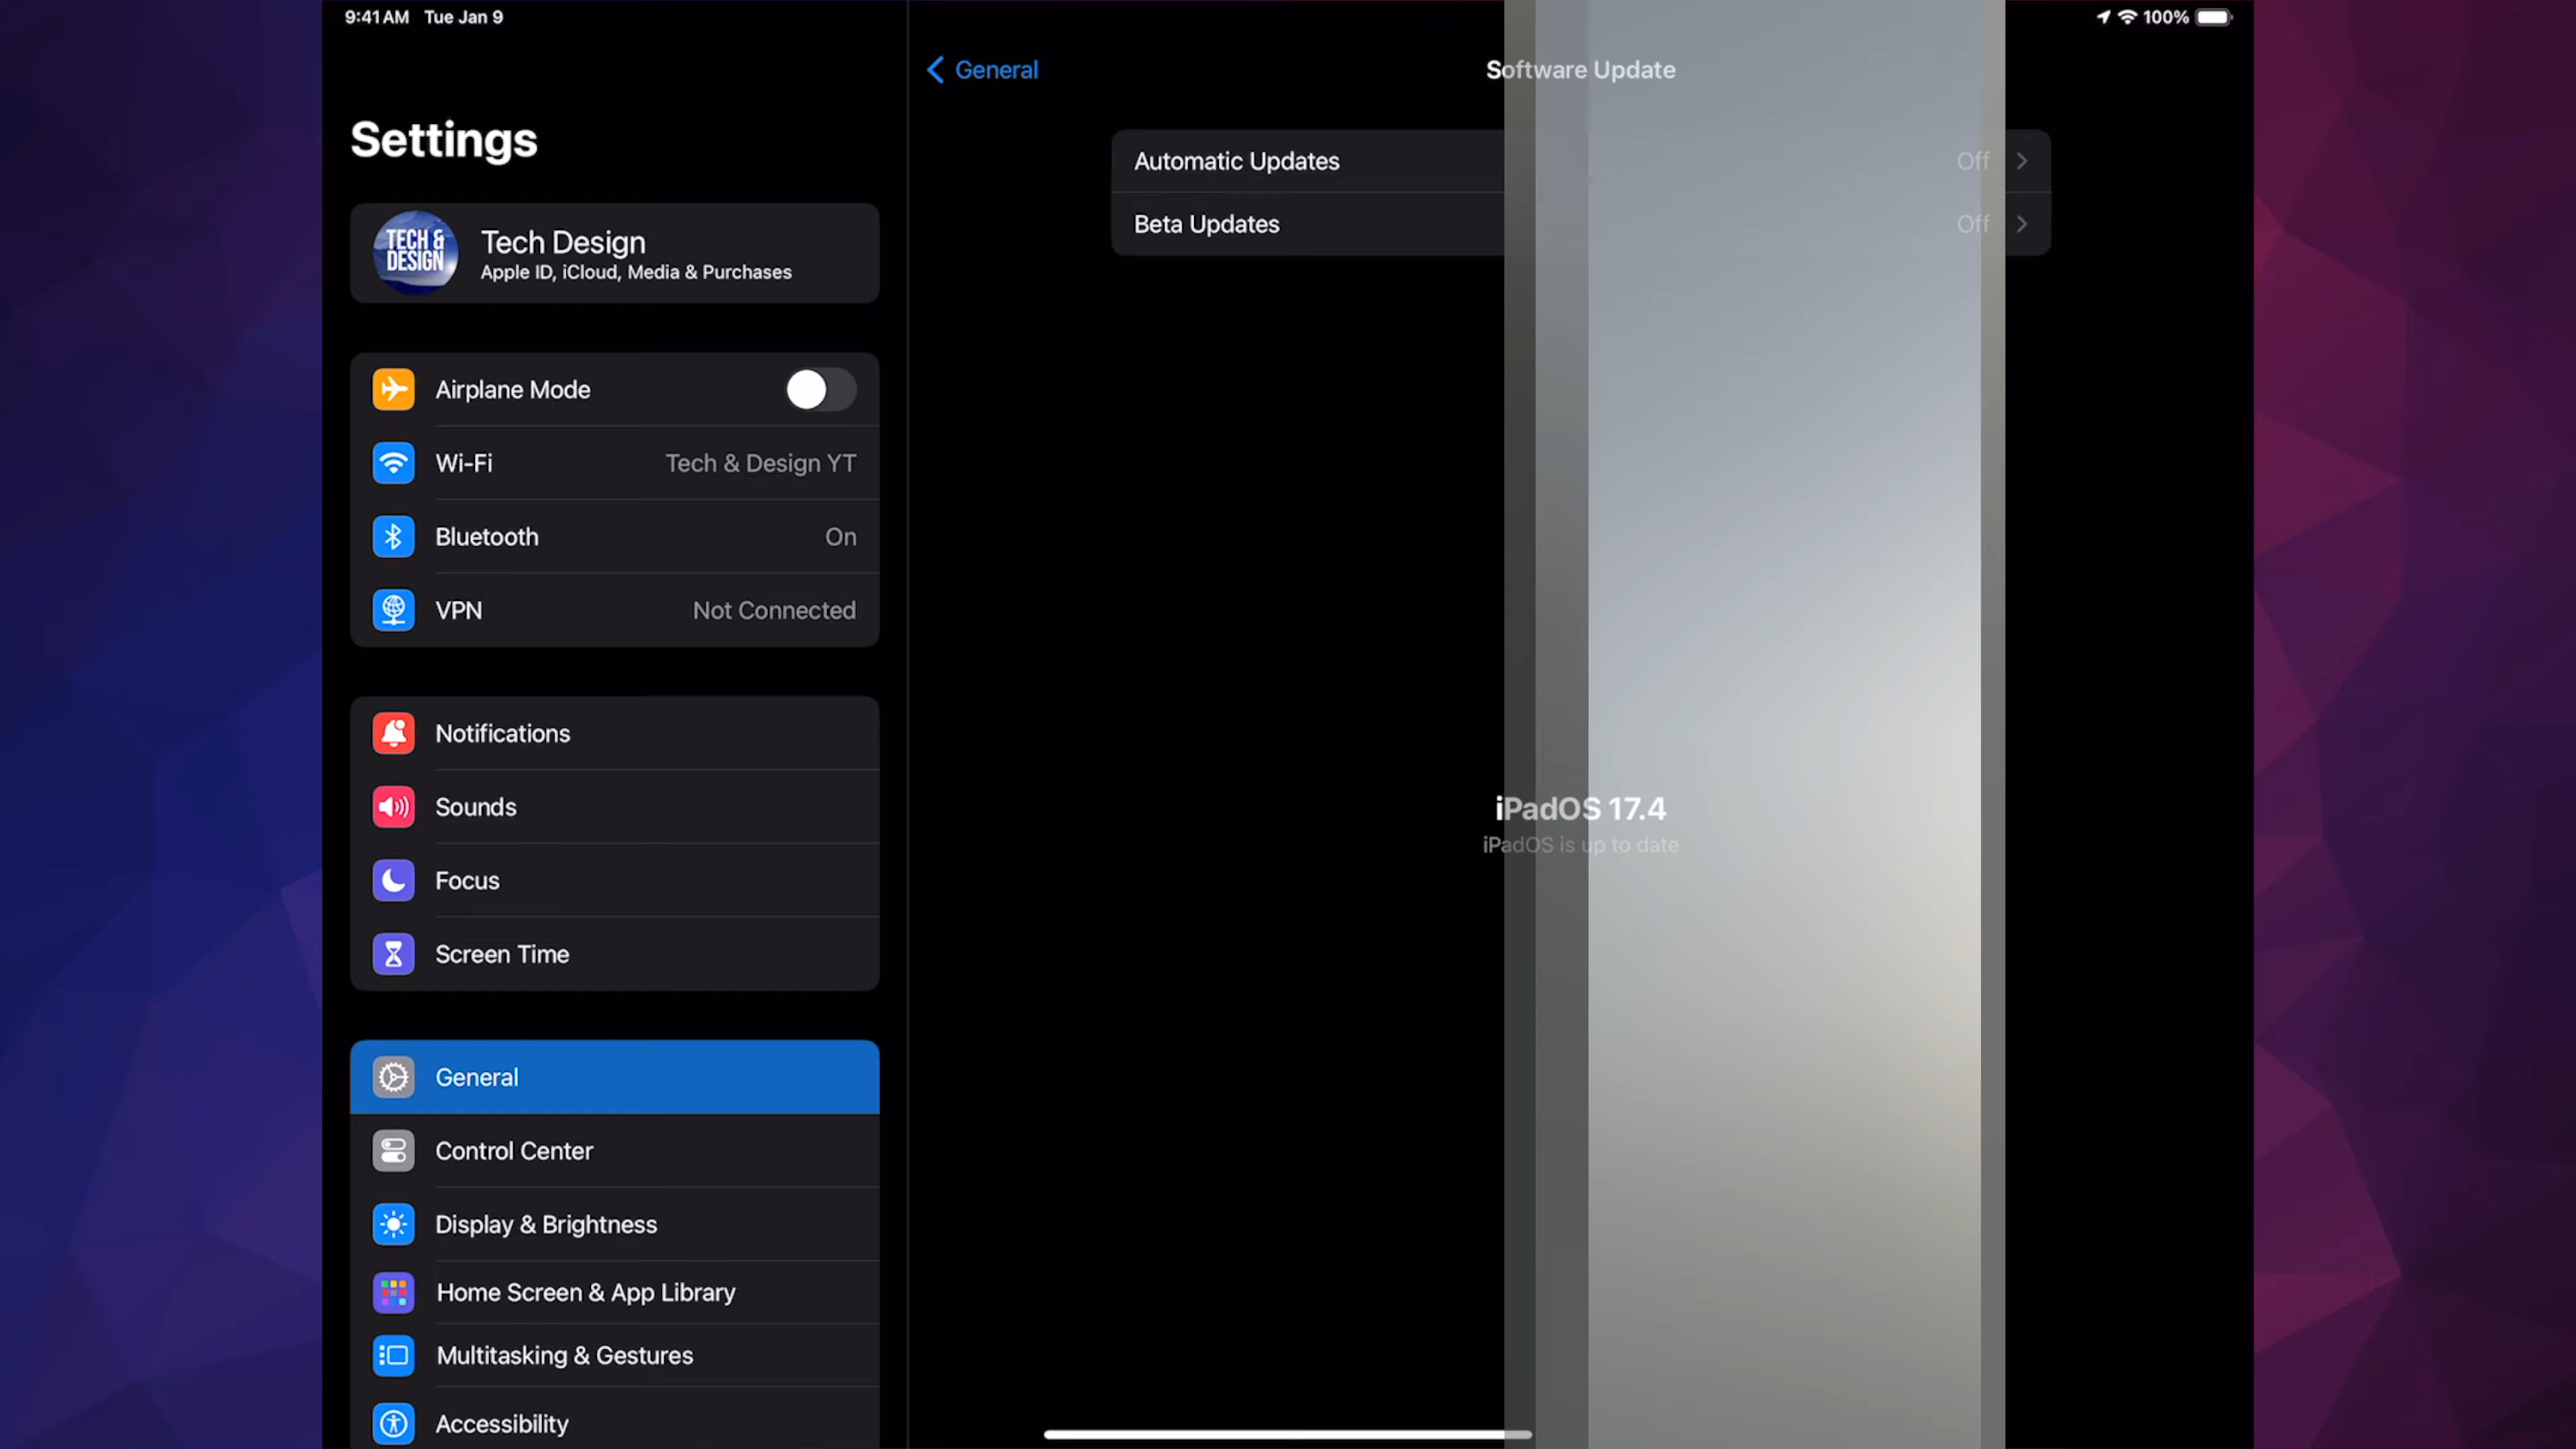 9:41 AM Tue Jan 9
100%
Settings
TECH &
DESIGN
Tech Design
Apple ID, iCloud, Media & Purchases
Airplane Mode
Wi-Fi Tech & Design YT
Bluetooth On
VPN Not Connected
Notifications
Sounds
Focus
Screen Time
General
Control Center
Display & Brightness
Home Screen & App Library
Multitasking & Gestures
Accessibility
General
Software Update
Automatic Updates Off
Beta Updates Off
iPadOS 17.4
iPadOS is up to date